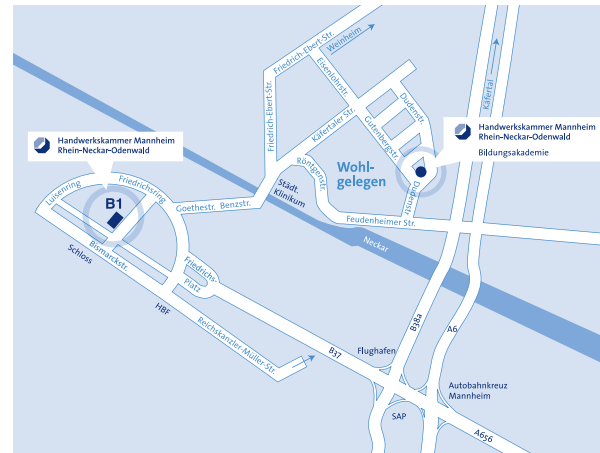 Friedrich-Ebert-Str.
Weinheim
Eisenlohrstr.
Käfertal
Friedrich-Ebert-Str.
Käfertaler Str.
Dudenstr.
Gutenbergstr.
Handwerkskammer Mannheim
Rhein-Neckar-Odenwald
Bildungsakademie
Handwerkskammer Mannheim
Rhein-Neckar-Odenwald
Röntgenstr.
Wohl-
gelegen
Dudenstr.
Luisenring
Friedrichsring
B1
Städt.
Klinikum
Goethestr.
Benzstr.
Feudenheimer Str.
Neckar
Schloss
Bismarckstr.
Friedrichs-
Platz
HBF
Reichskanzler-Müller-Str.
B37
B38a
A6
Flughafen
Autobahnkreuz
Mannheim
SAP
A656